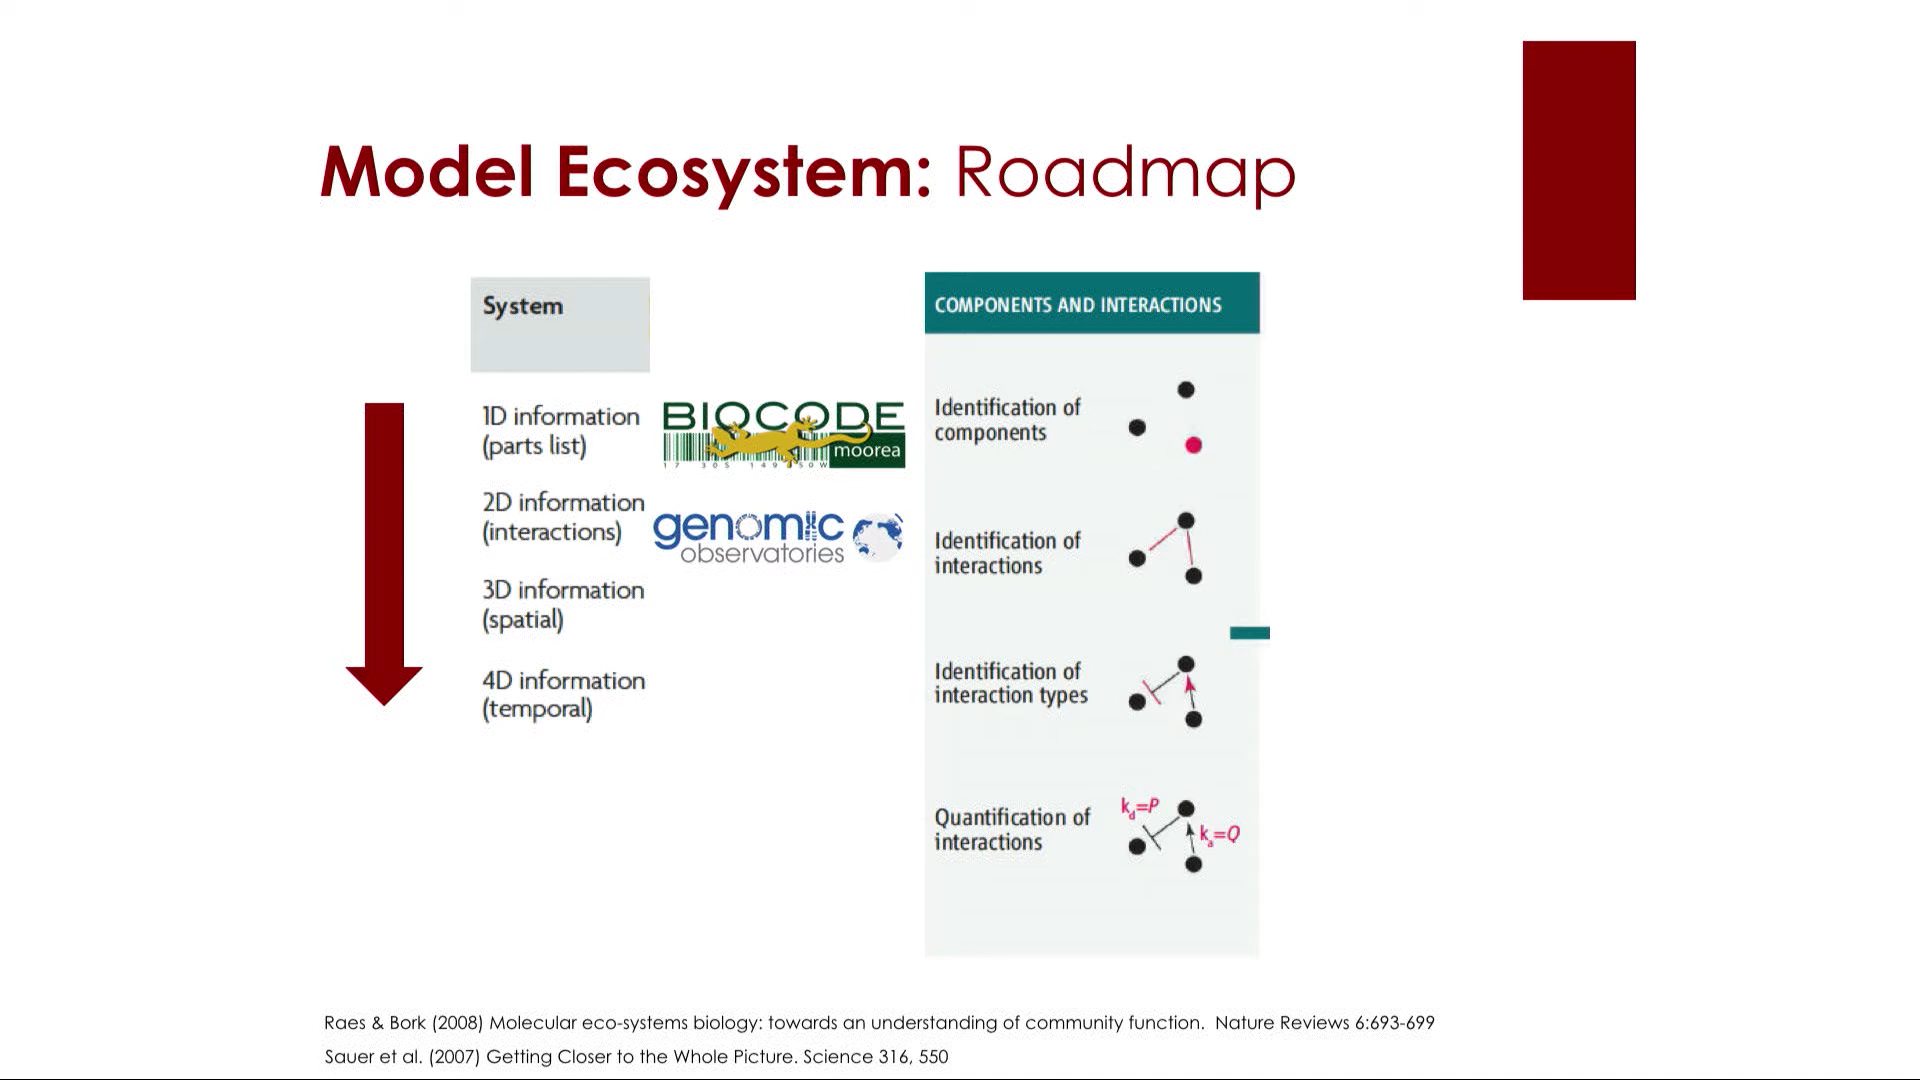 Model Ecosystem: Roadmap
System
1D information
(parts list)
2D information
(interactions)
3D information
(spatial)
4D information
(temporal)
BIOCODE
moorea
genomic
observatories
COMPONENTS AND INTERACTIONS
Identification of
components
Identification of
interactions
Identification of
interaction types
Quantification of
interactions
k_d=P
k_a=Q
Raes & Bork (2008) Molecular eco-systems biology: towards an understanding of community function. Nature Reviews 6:693-699
Sauer et al. (2007) Getting Closer to the Whole Picture. Science 316, 550